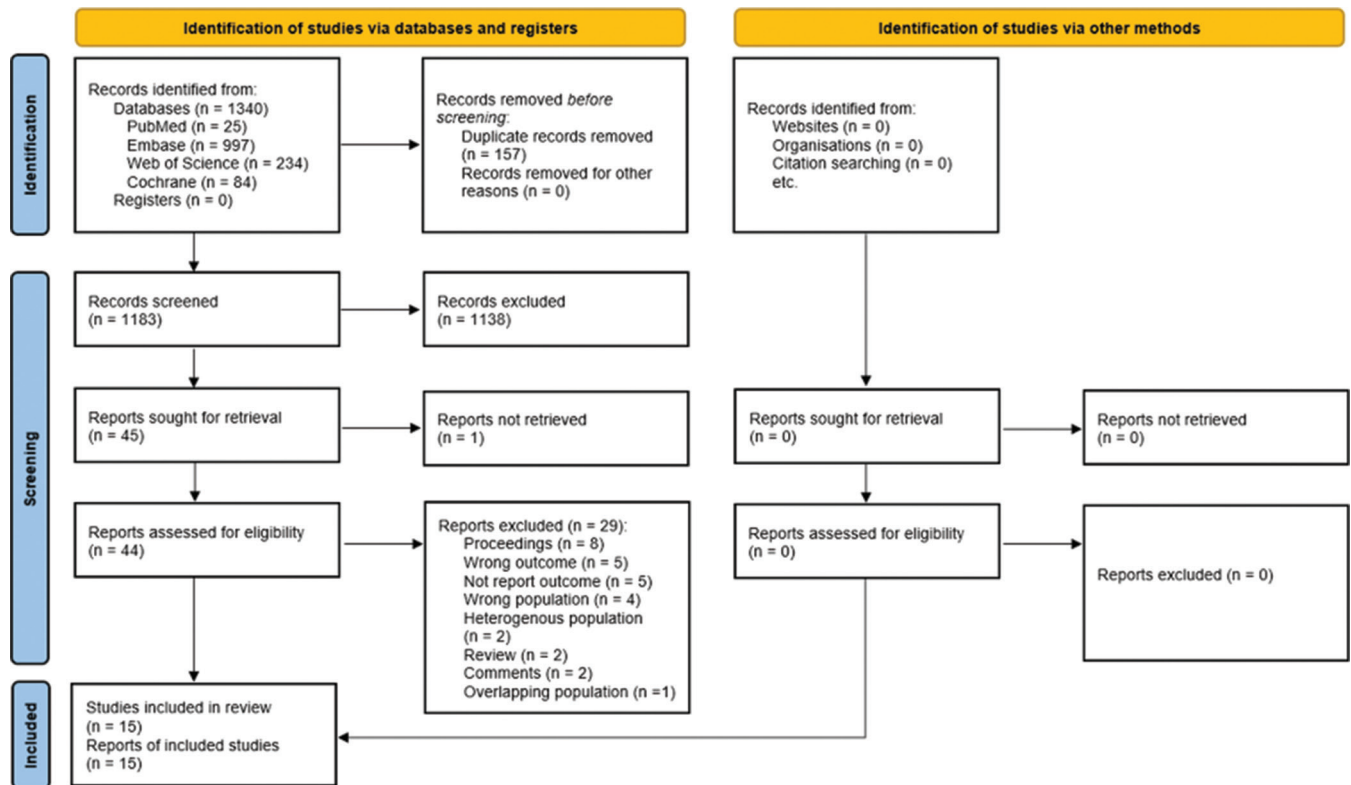 Identification of studies via databases and registers
Identification of studies via other methods
Identification
Records identified from:
Databases (n = 1340)
PubMed (n = 25)
Embase (n = 997)
Web of Science (n = 234)
Cochrane (n = 84)
Registers (n = 0)
Records removed before
screening:
Duplicate records removed
(n = 157)
Records removed for other
reasons (n = 0)
Records identified from:
Websites (n = 0)
Organisations (n = 0)
Citation searching (n = 0)
etc.
Screening
Records screened
(n = 1183)
Records excluded
(n = 1138)
Reports sought for retrieval
(n = 45)
Reports not retrieved
(n = 1)
Reports sought for retrieval
(n = 0)
Reports not retrieved
(n = 0)
Reports assessed for eligibility
(n = 44)
Reports excluded (n = 29):
Proceedings (n = 8)
Wrong outcome (n = 5)
Not report outcome (n = 5)
Wrong population (n = 4)
Heterogenous population
(n = 2)
Review (n = 2)
Comments (n = 2)
Overlapping population (n =1)
Reports assessed for eligibility
(n = 0)
Reports excluded (n = 0)
Included
Studies included in review
(n = 15)
Reports of included studies
(n = 15)